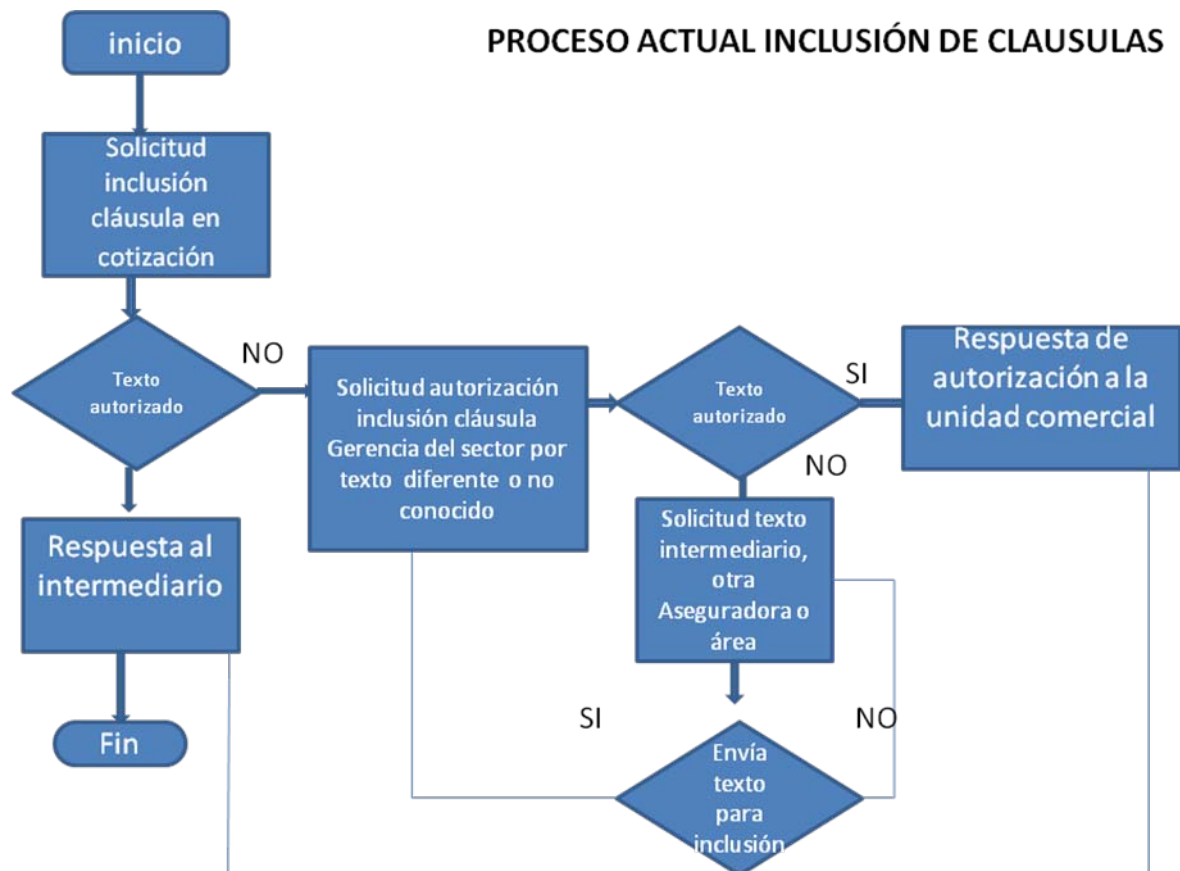 PROCESO ACTUAL INCLUSIÓN DE CLAUSULAS
inicio
Solicitud
inclusión
cláusula en
cotización
Texto
autorizado
NO
Solicitud autorización
inclusión cláusula
Gerencia del sector por
texto diferente o no
conocido
Texto
autorizado
SI
Respuesta de
autorización a la
unidad comercial
NO
Respuesta al
intermediario
Solicitud texto
intermediario,
otra
Aseguradora o
área
SI
NO
Fin
Envía
texto
para
inclusión